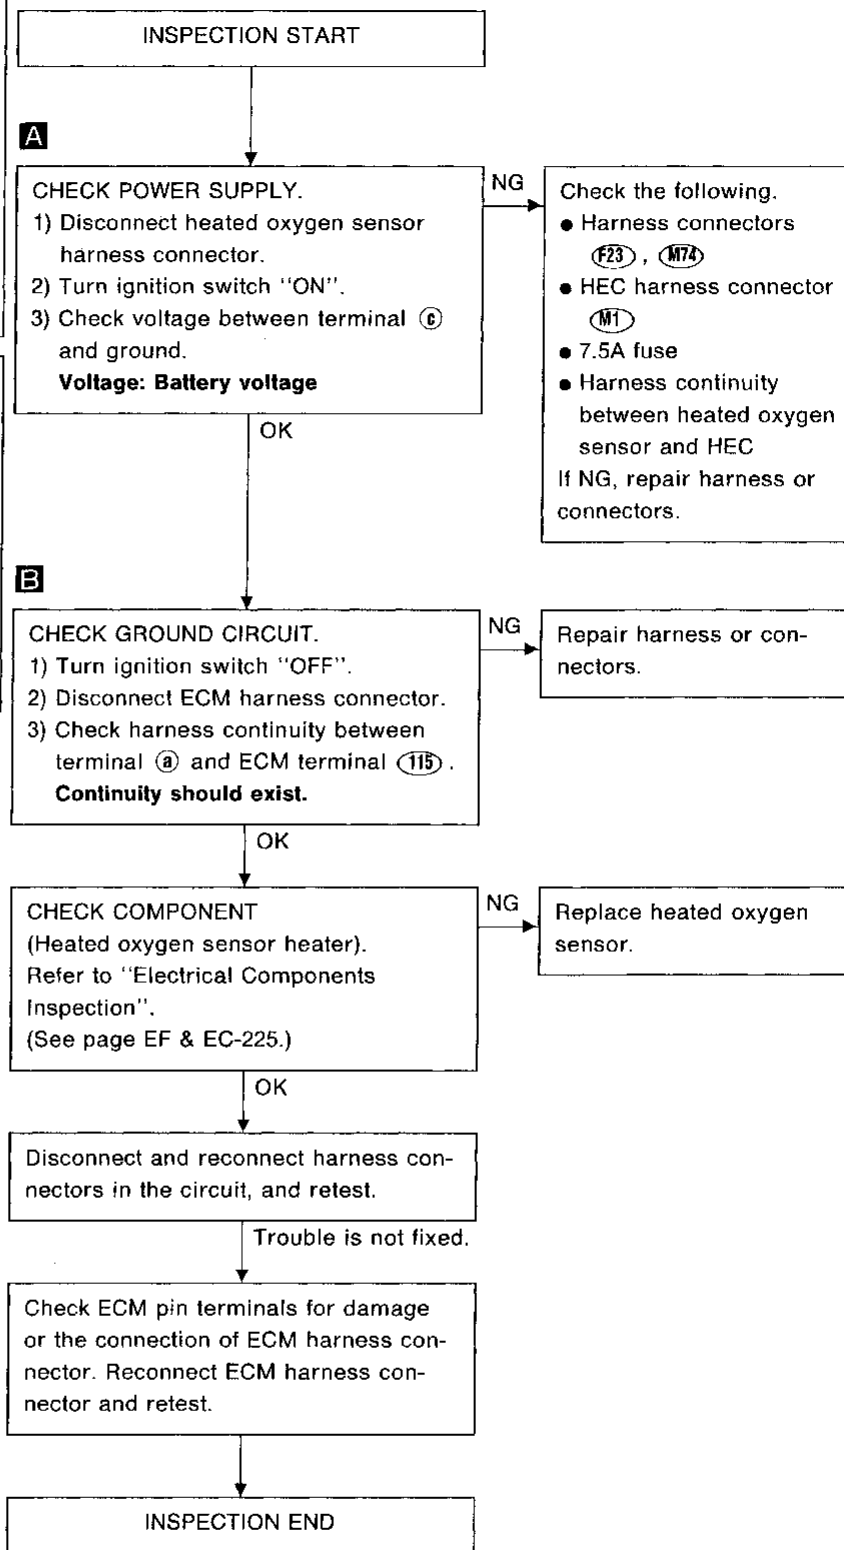 INSPECTION START
A
CHECK POWER SUPPLY.
1) Disconnect heated oxygen sensor
harness connector.
2) Turn ignition switch "ON".
3) Check voltage between terminal ⓒ
and ground.
Voltage: Battery voltage
NG
Check the following.
● Harness connectors
F23 , M74
● HEC harness connector
M1
● 7.5A fuse
● Harness continuity
between heated oxygen
sensor and HEC
If NG, repair harness or
connectors.
OK
B
CHECK GROUND CIRCUIT.
1) Turn ignition switch "OFF".
2) Disconnect ECM harness connector.
3) Check harness continuity between
terminal ⓐ and ECM terminal 115 .
Continuity should exist.
NG
Repair harness or con-
nectors.
OK
CHECK COMPONENT
(Heated oxygen sensor heater).
Refer to "Electrical Components
Inspection".
(See page EF & EC-225.)
NG
Replace heated oxygen
sensor.
OK
Disconnect and reconnect harness con-
nectors in the circuit, and retest.
Trouble is not fixed.
Check ECM pin terminals for damage
or the connection of ECM harness con-
nector. Reconnect ECM harness con-
nector and retest.
INSPECTION END